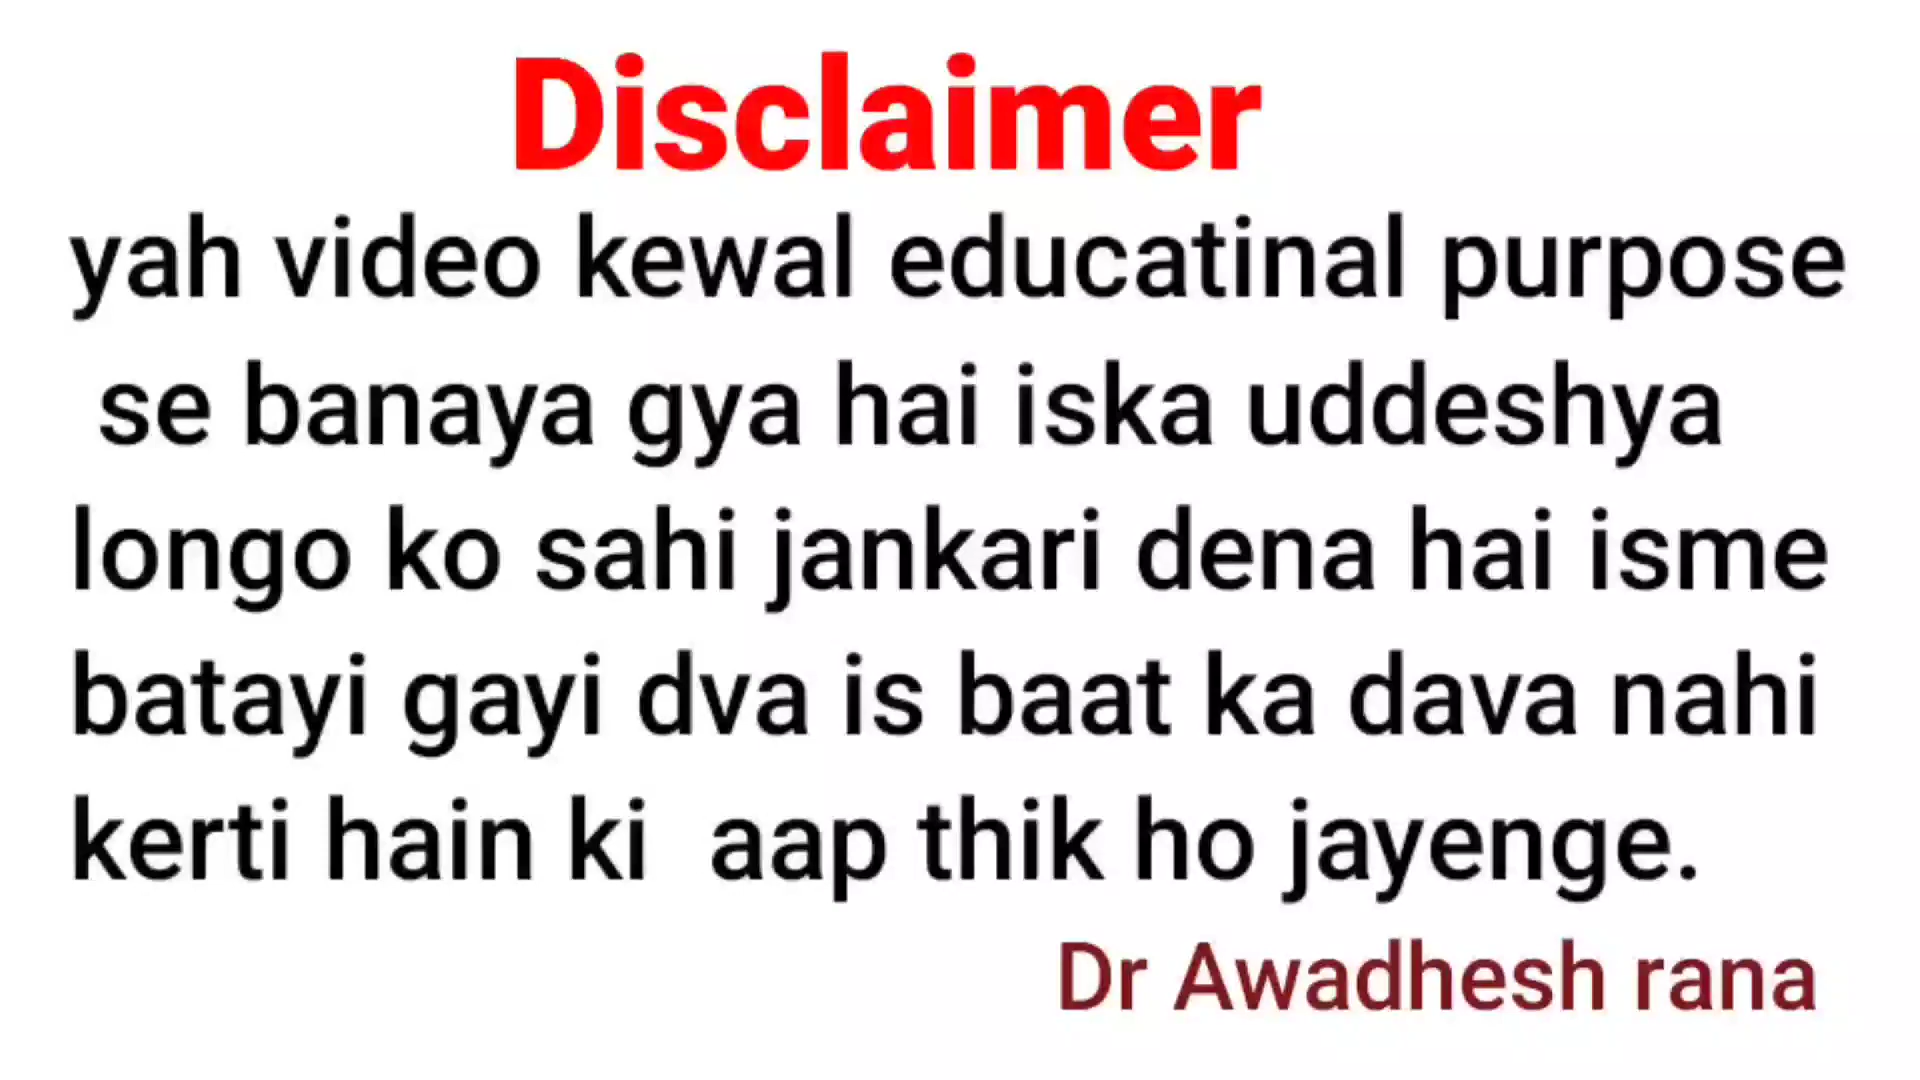 Disclaimer
yah video kewal educatinal purpose
se banaya gya hai iska uddeshya
longo ko sahi jankari dena hai isme
batayi gayi dva is baat ka dava nahi
kerti hain ki  aap thik ho jayenge.
Dr Awadhesh rana